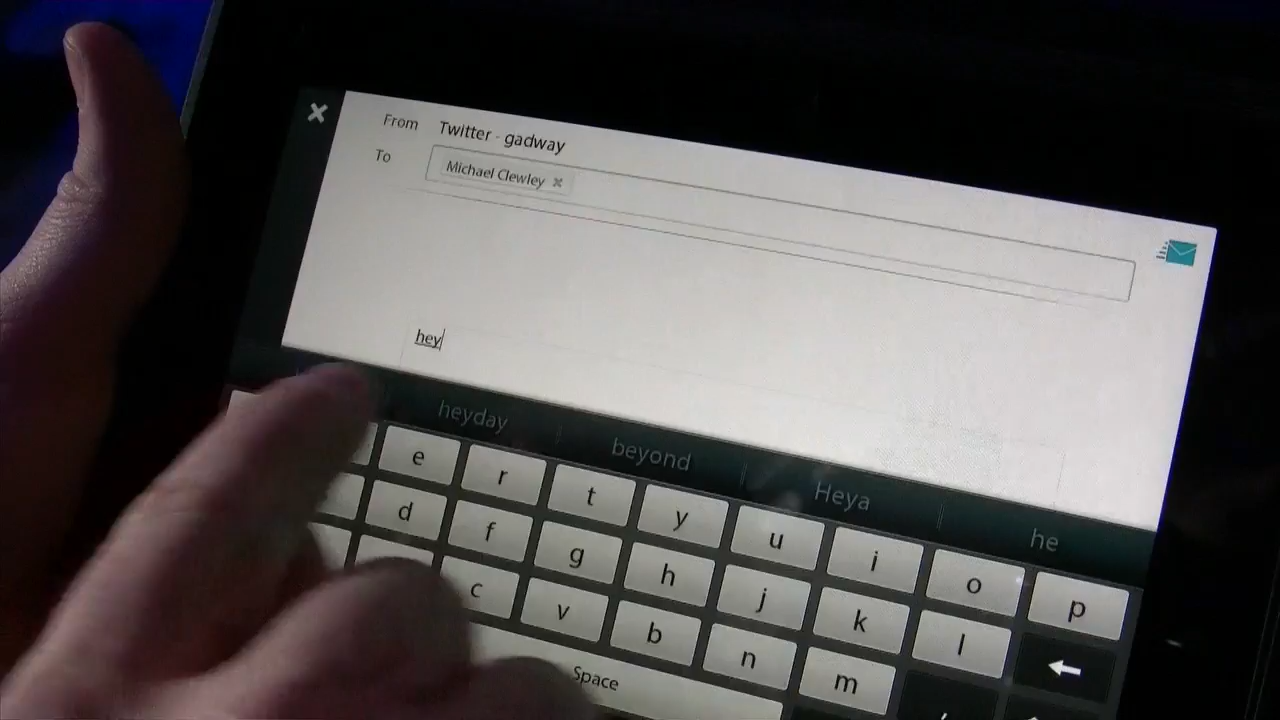 From Twitter - gadway
To Michael Clewley
hey
heyday beyond Heya he
e r t y u i o p
d f g h j k l
c v b n m
Space